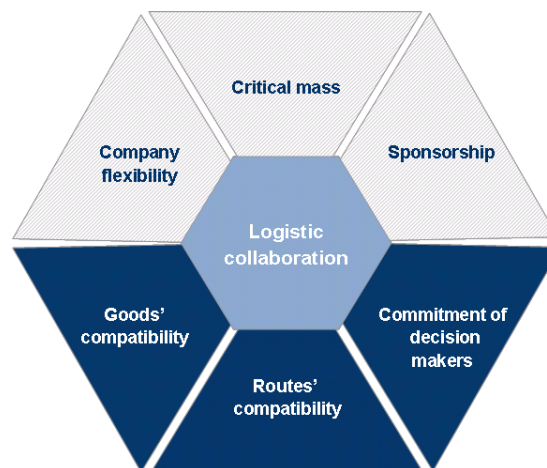 Critical mass
Company
flexibility
Sponsorship
Logistic
collaboration
Goods'
compatibility
Commitment of
decision
makers
Routes'
compatibility